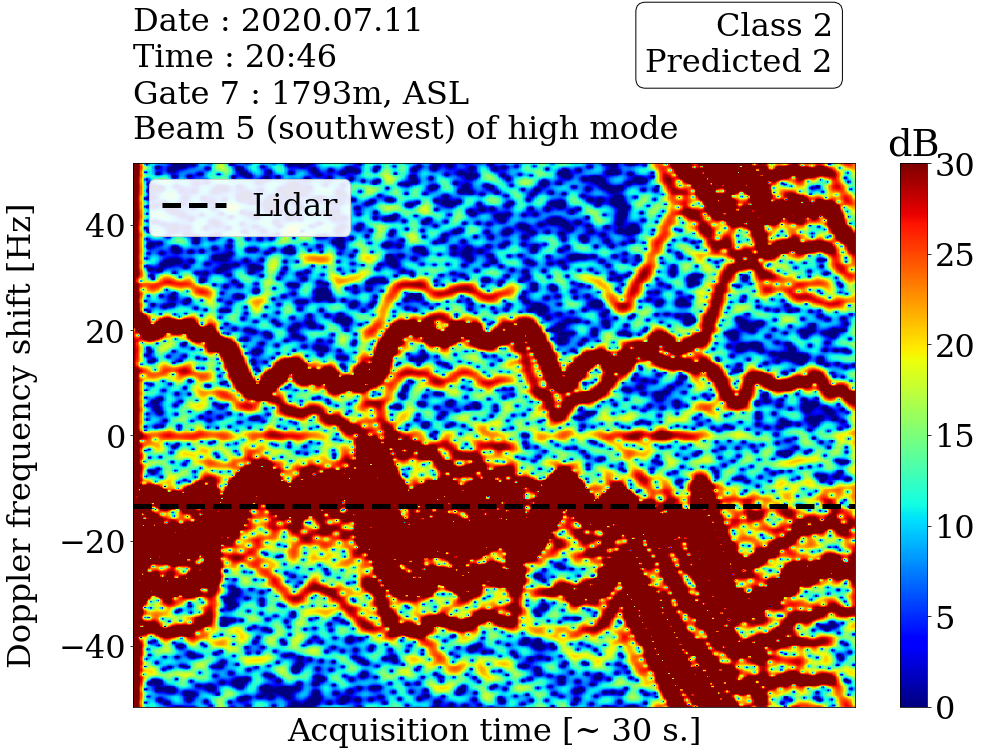 Date : 2020.07.11
Time : 20:46
Gate 7 : 1793m, ASL
Beam 5 (southwest) of high mode
Class 2
Predicted 2
dB
Lidar
Doppler frequency shift [Hz]
40
20
0
−20
−40
Acquisition time [~ 30 s.]
30
25
20
15
10
5
0